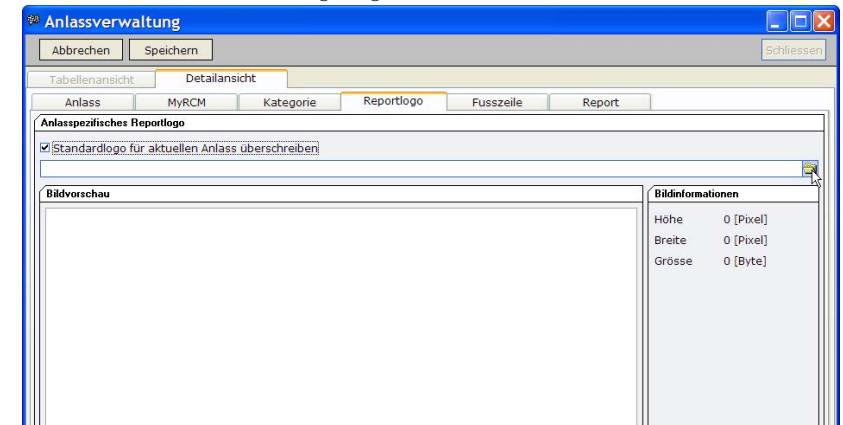 Anlassverwaltung
Abbrechen Speichern Schliessen
Tabellenansicht Detailansicht
Anlass MyRCM Kategorie Reportlogo Fusszeile Report
Anlasspezifisches Reportlogo
Standardlogo für aktuellen Anlass überschreiben
Bildvorschau Bildinformationen
Höhe 0 [Pixel]
Breite 0 [Pixel]
Grösse 0 [Byte]